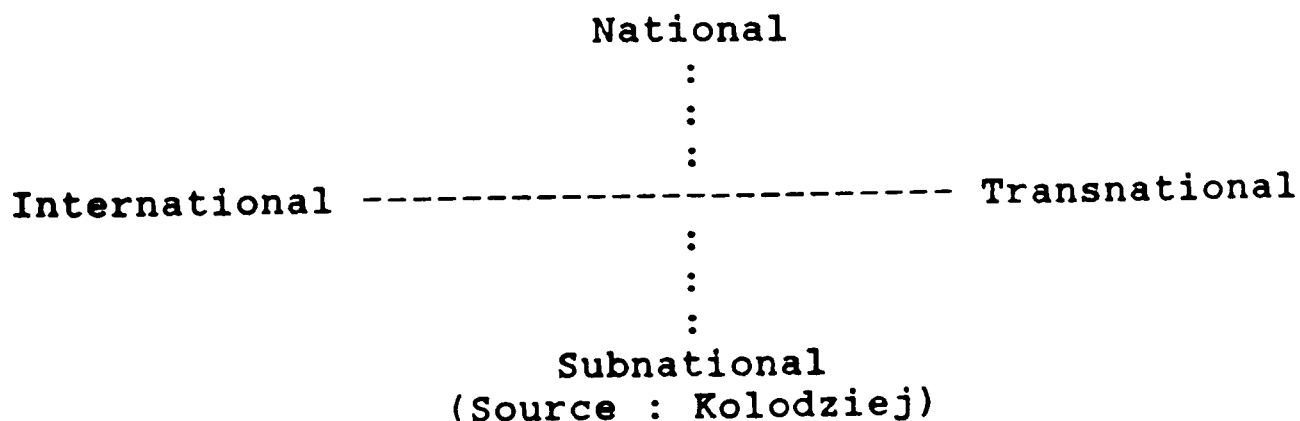 National
:
:
:
International ----------------------- Transnational
:
:
:
Subnational
(Source : Kolodziej)